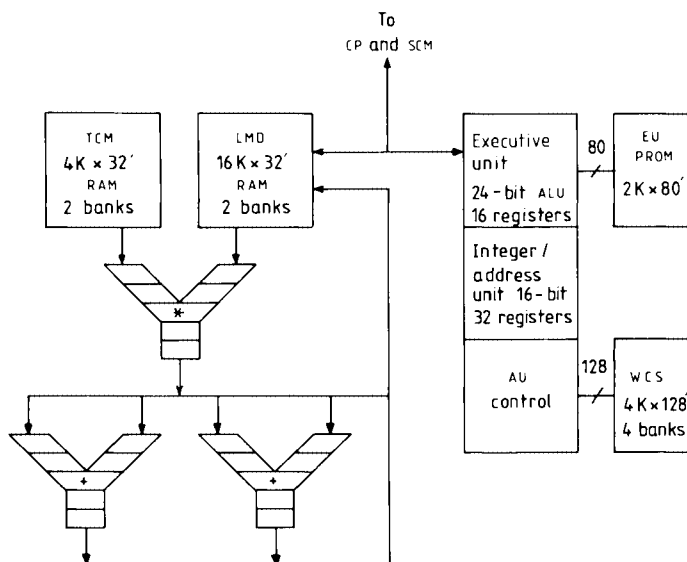 To
CP and SCM
TCM
4K × 32′
RAM
2 banks
LMD
16K × 32′
RAM
2 banks
*
+
+
Executive
unit
24-bit ALU
16 registers
Integer/
address
unit 16-bit
32 registers
AU
control
80
EU
PROM
2K × 80′
128
WCS
4K × 128′
4 banks